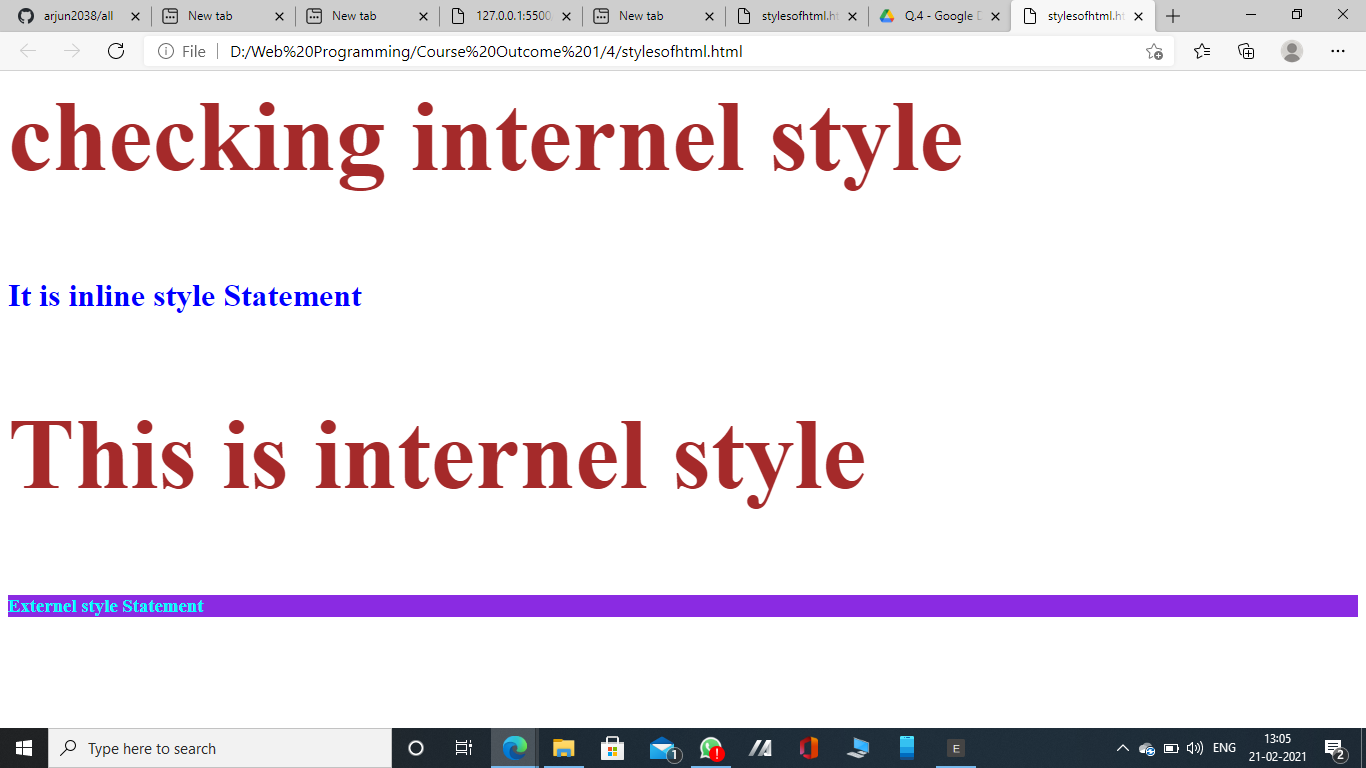 arjun2038/all
New tab
New tab
127.0.0.1:5500
New tab
stylesofhtml.ht
Q.4 - Google D
stylesofhtml.ht
File
D:/Web%20Programming/Course%20Outcome%201/4/stylesofhtml.html
checking internel style
It is inline style Statement
This is internel style
Externel style Statement
Type here to search
1
E
ENG
13:05
21-02-2021
2